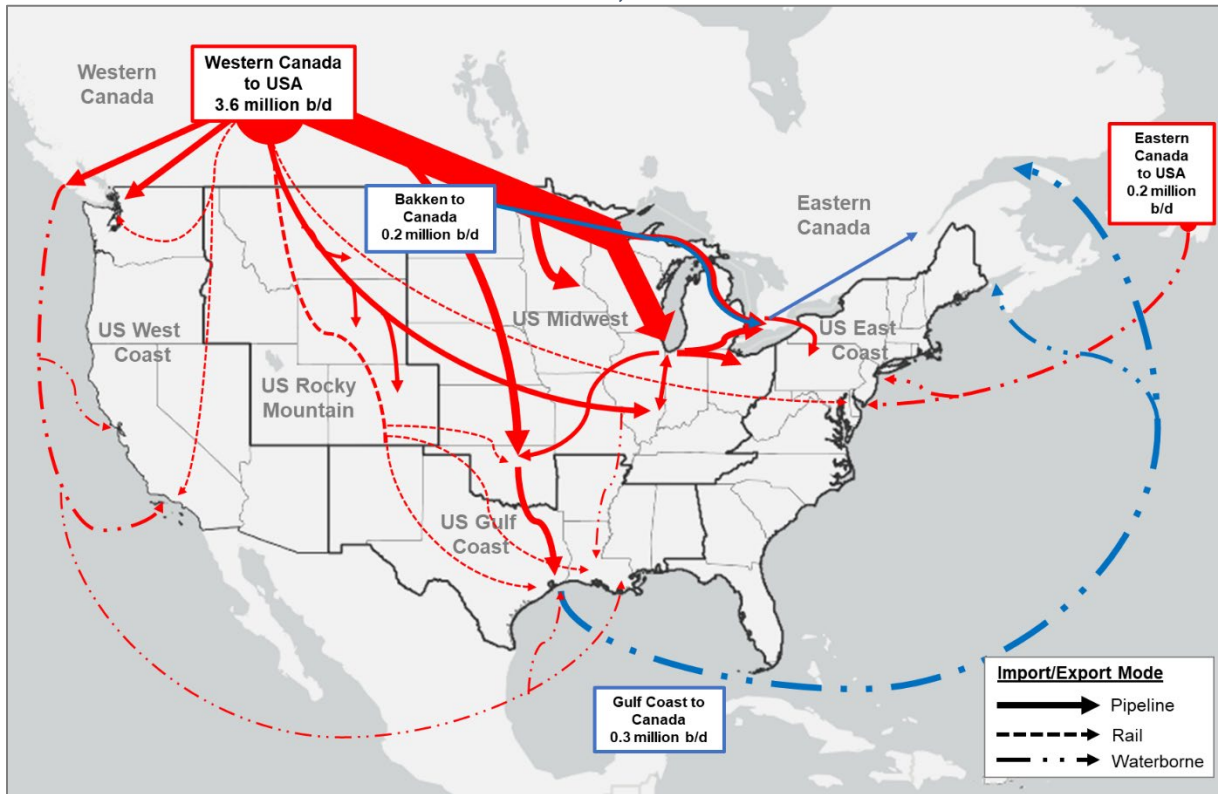 Western
Canada
Western Canada
to USA
3.6 million b/d
Eastern
Canada
to USA
0.2 million
b/d
Bakken to
Canada
0.2 million b/d
Eastern
Canada
US West
Coast
US Rocky
Mountain
US Midwest
US East
Coast
US Gulf
Coast
Gulf Coast to
Canada
0.3 million b/d
Import/Export Mode
Pipeline
Rail
Waterborne